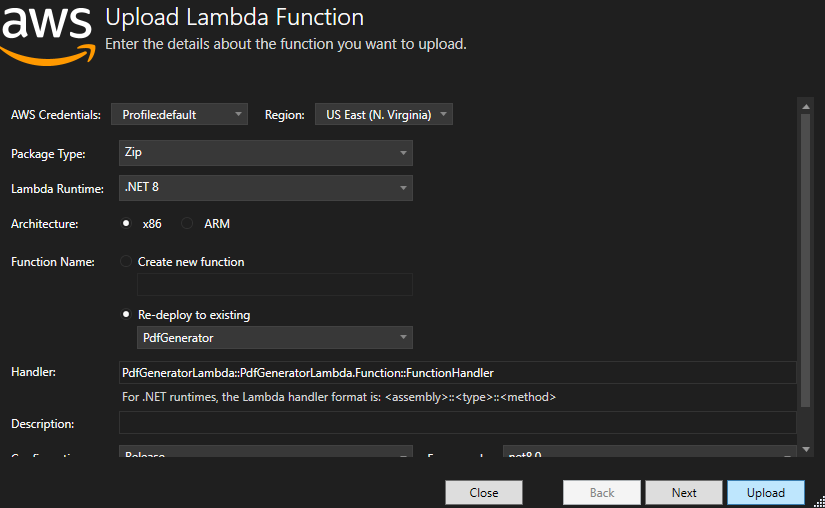 aws
Upload Lambda Function
Enter the details about the function you want to upload.
AWS Credentials: Profile:default Region: US East (N. Virginia)
Package Type: Zip
Lambda Runtime: .NET 8
Architecture: x86 ARM
Function Name: Create new function
Re-deploy to existing
PdfGenerator
Handler: PdfGeneratorLambda::PdfGeneratorLambda.Function::FunctionHandler
For .NET runtimes, the Lambda handler format is: <assembly>::<type>::<method>
Description:
Release net8.0
Close Back Next Upload